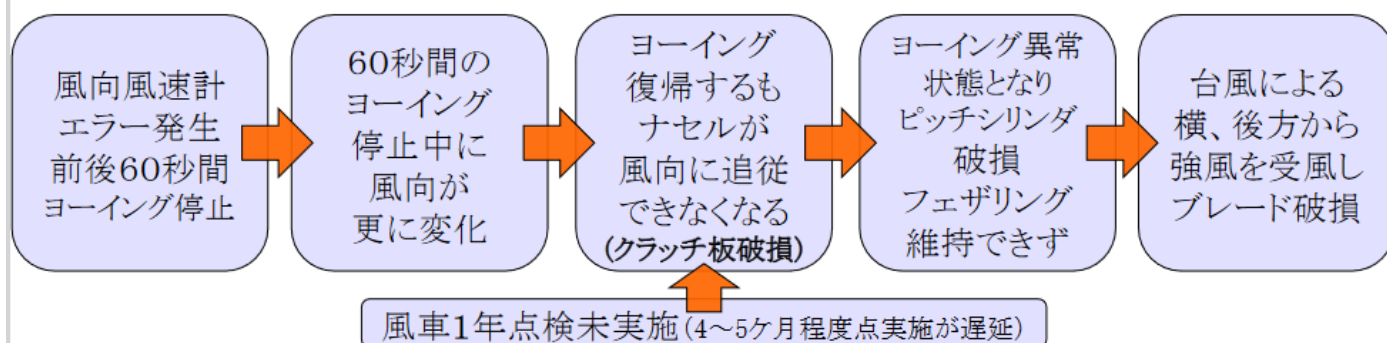 風向風速計
エラー発生
前後60秒間
ヨーイング停止
60秒間の
ヨーイング
停止中に
風向が
更に変化
ヨーイング
復帰するも
ナセルが
風向に追従
できなくなる
(クラッチ板破損)
ヨーイング異常
状態となり
ピッチシリンダ
破損
フェザリング
維持できず
台風による
横、後方から
強風を受風し
ブレード破損
風車1年点検未実施(4～5ケ月程度点実施が遅延)